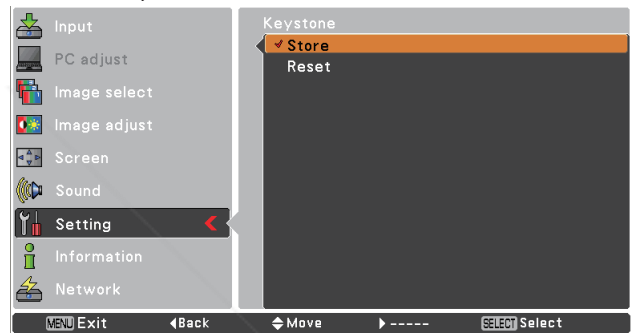 Input
PC adjust
Image select
Image adjust
Screen
Sound
Setting
Information
Network
Keystone
Store
Reset
MENU Exit ◀Back Move ▶ ----- SELECT Select